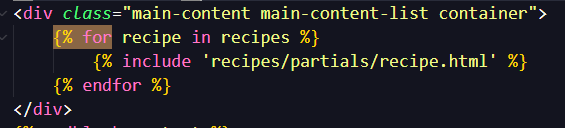 <div class="main-content main-content-list container">
{% for recipe in recipes %}
{% include 'recipes/partials/recipe.html' %}
{% endfor %}
</div>